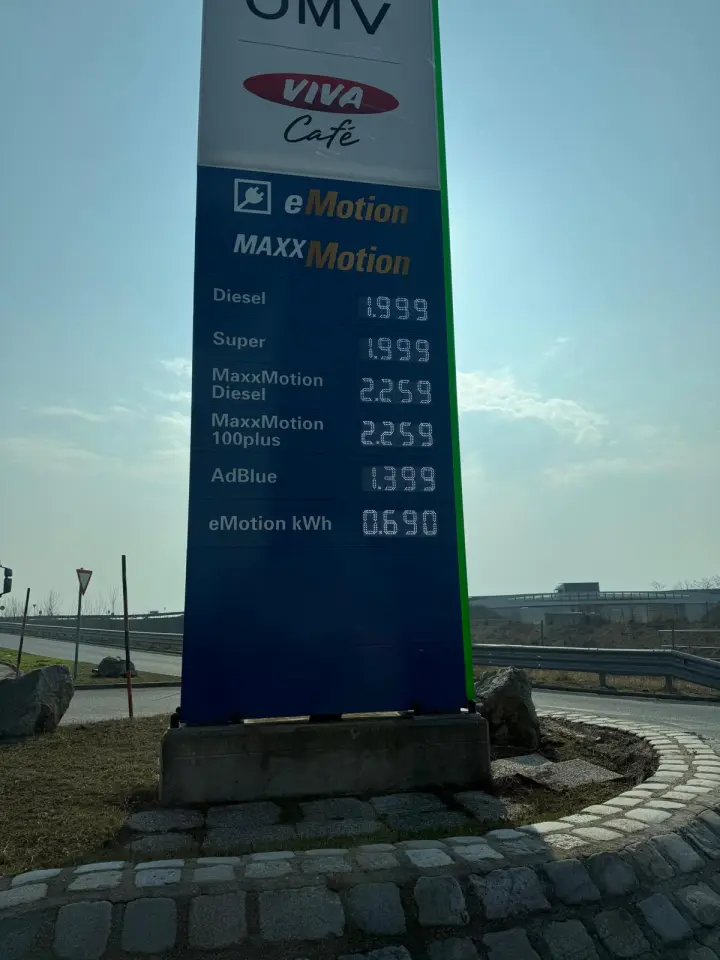 OMV
VIVA
Café
eMotion
MAXXMotion
Diesel 1.999
Super 1.999
MaxxMotion
Diesel 2.259
MaxxMotion
100plus 2.259
AdBlue 1.399
eMotion kWh 0.690